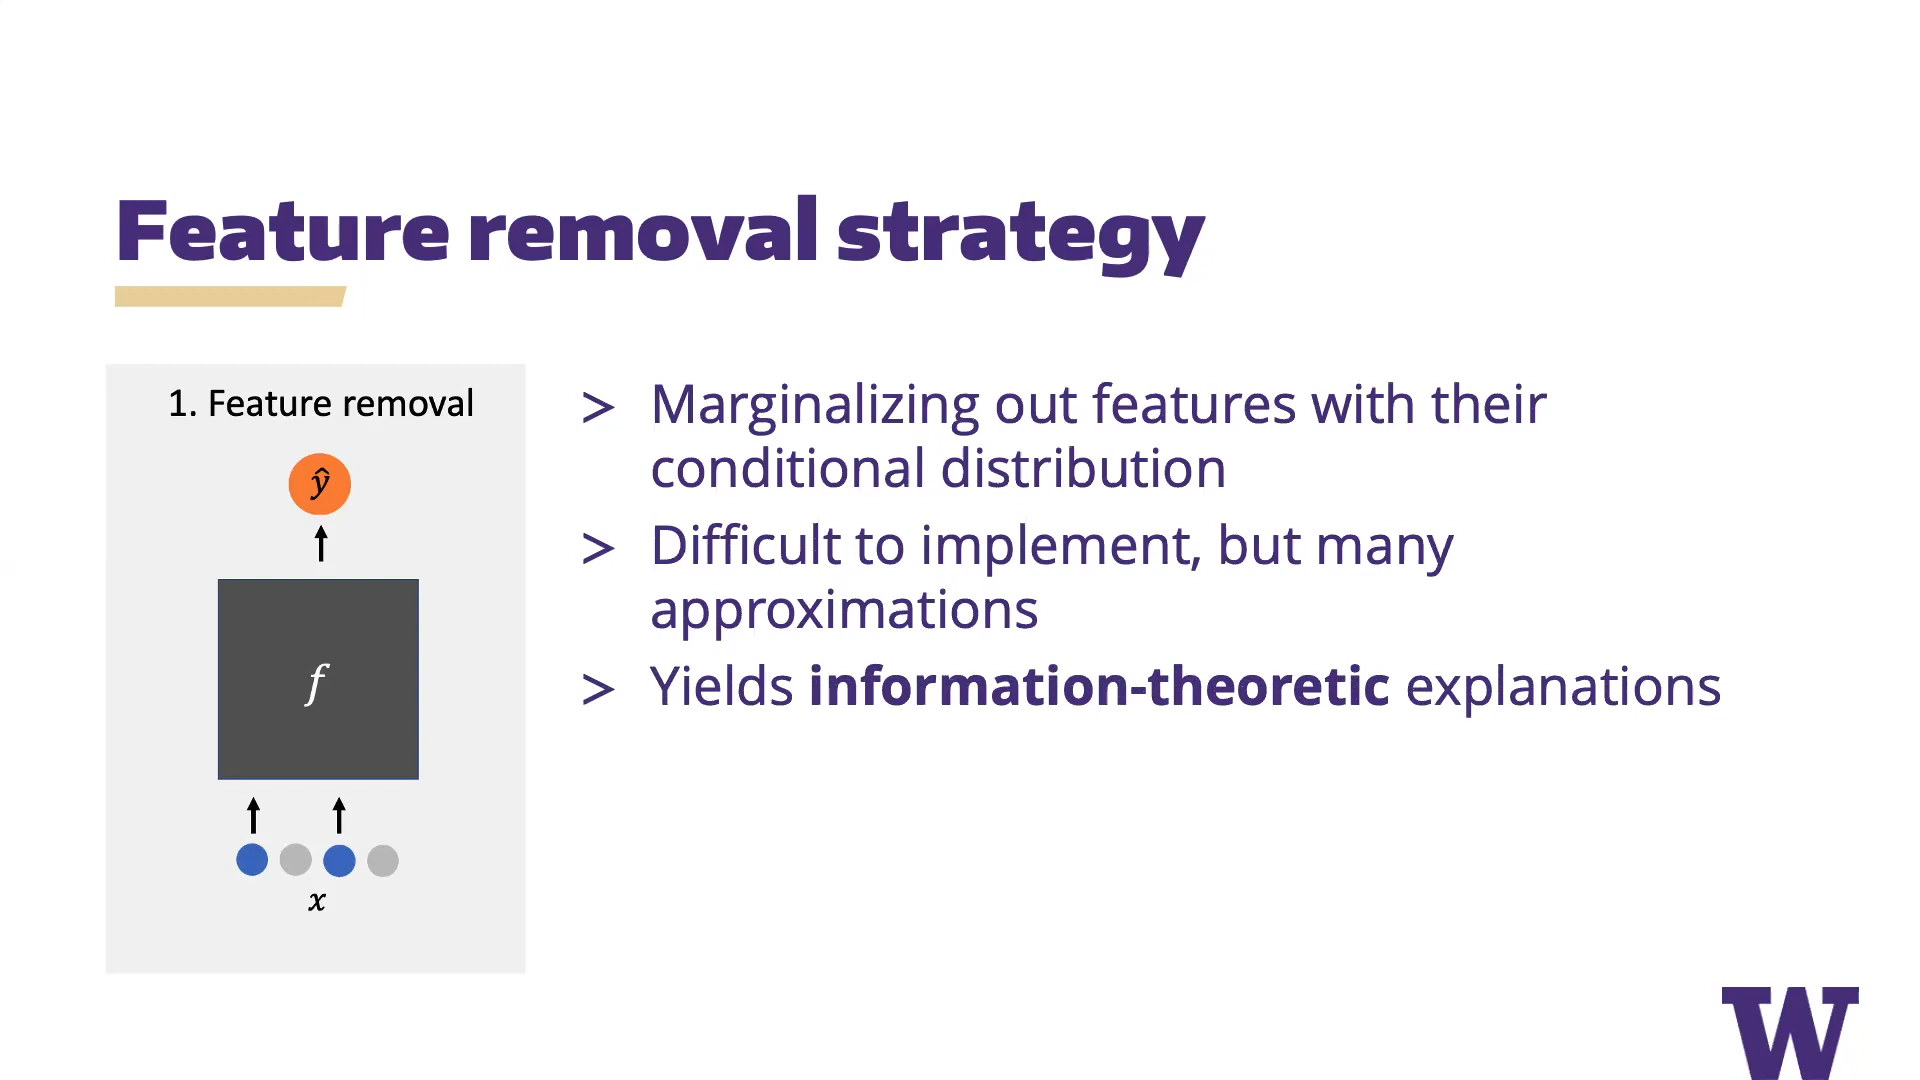 Feature removal strategy
1. Feature removal
ŷ
f
x
> Marginalizing out features with their
conditional distribution
> Difficult to implement, but many
approximations
> Yields information-theoretic explanations
W